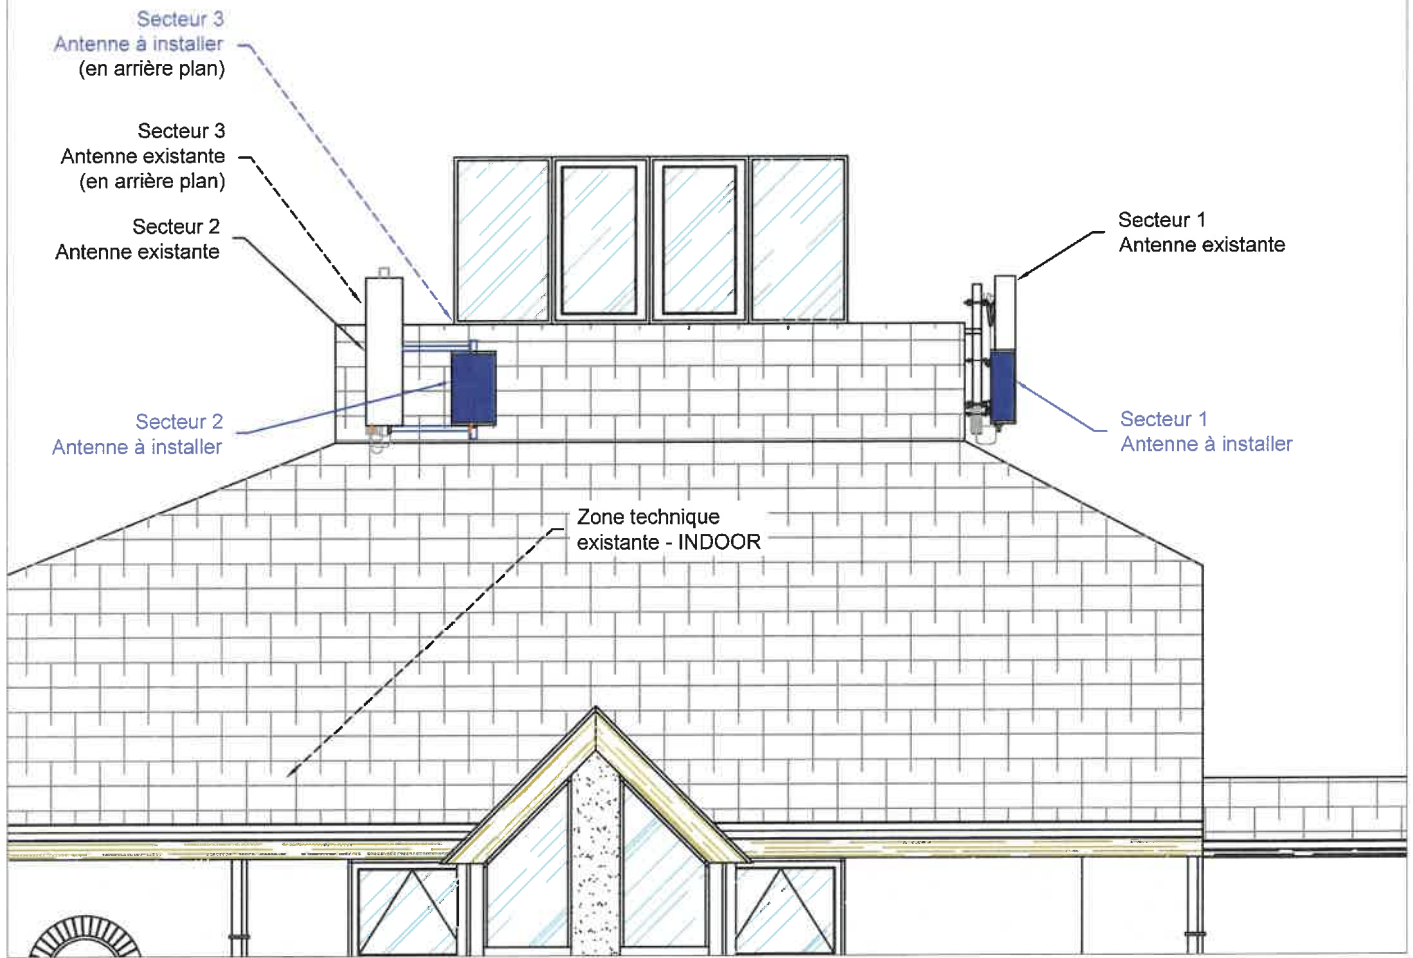 Secteur 3
Antenne à installer
(en arrière plan)
Secteur 3
Antenne existante
(en arrière plan)
Secteur 2
Antenne existante
Secteur 1
Antenne existante
Secteur 2
Antenne à installer
Secteur 1
Antenne à installer
Zone technique
existante - INDOOR